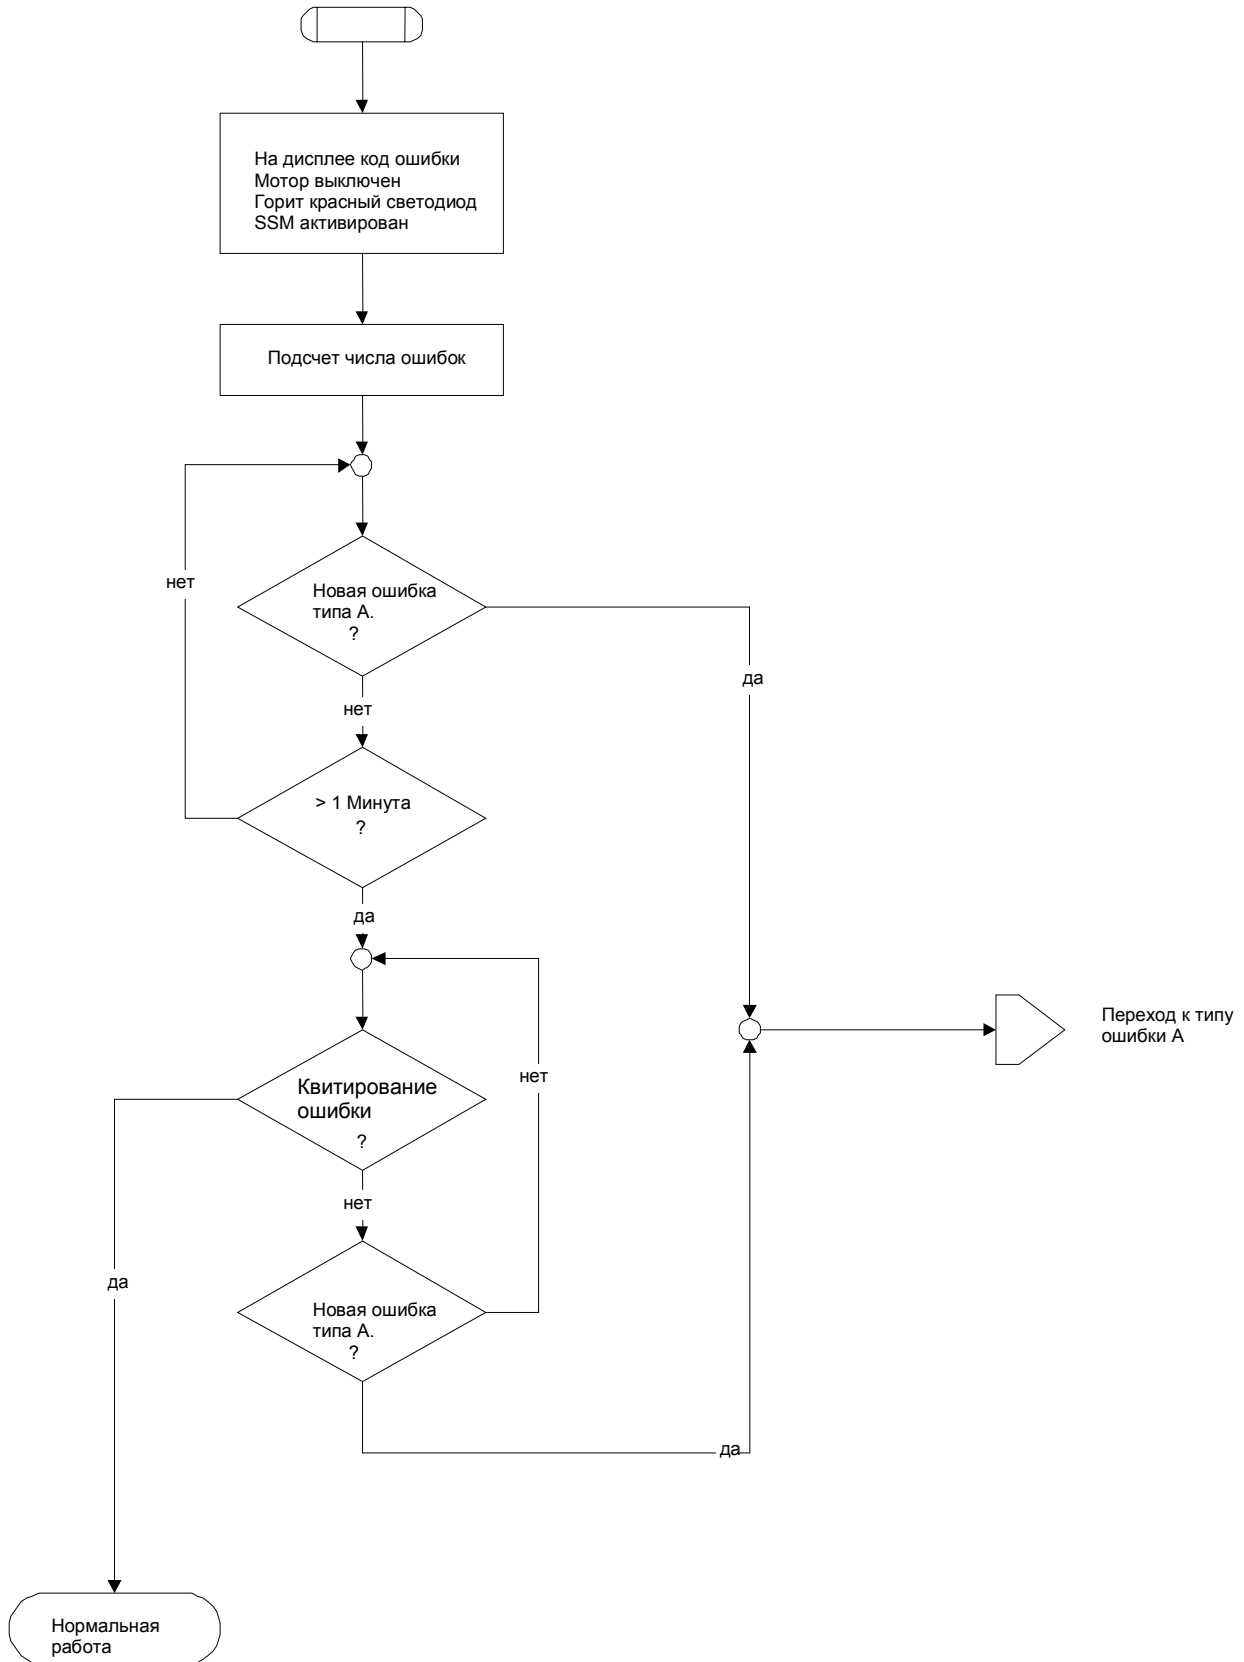 На дисплее код ошибки
Мотор выключен
Горит красный светодиод
SSM активирован
Подсчет числа ошибок
нет
Новая ошибка
типа А.
?
да
нет
> 1 Минута
?
да
Переход к типу
ошибки А
нет
Квитирование
ошибки
?
нет
да
Новая ошибка
типа А.
?
да
Нормальная
работа